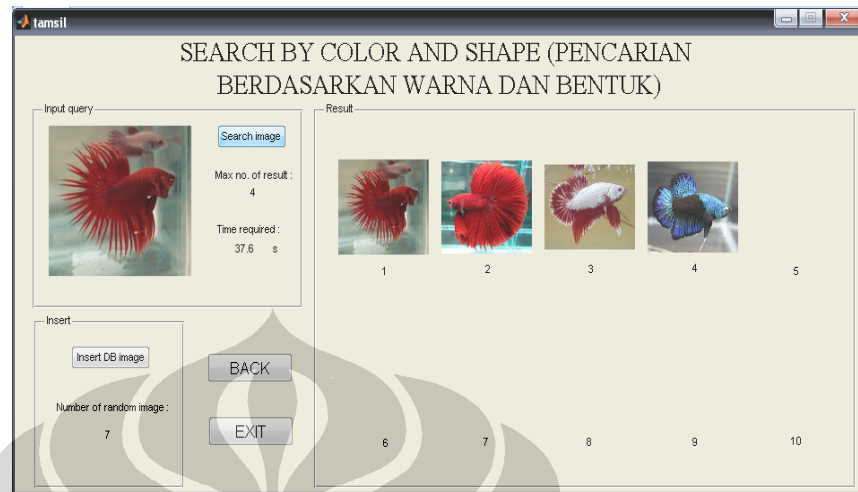 tamsil
SEARCH BY COLOR AND SHAPE (PENCARIAN
BERDASARKAN WARNA DAN BENTUK)
Input query
Search image
Max no. of result :
4
Time required :
37.6 s
Result
1 2 3 4 5
6 7 8 9 10
Insert
Insert DB image
Number of random image :
7
BACK
EXIT